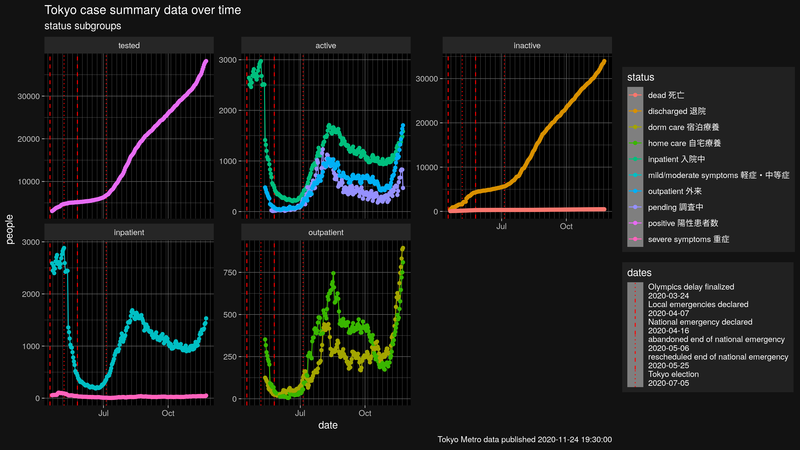 Tokyo case summary data over time
status subgroups
tested
active
inactive
30000
20000
10000
3000
2000
1000
0
30000
20000
10000
0
Jul
Oct
inpatient
outpatient
3000
2000
1000
0
750
500
250
0
Jul
Oct
Jul
Oct
people
date
status
dead 死亡
discharged 退院
dorm care 宿泊療養
home care 自宅療養
inpatient 入院中
mild/moderate symptoms 軽症・中等症
outpatient 外来
pending 調査中
positive 陽性患者数
severe symptoms 重症
dates
Olympics delay finalized
2020-03-24
Local emergencies declared
2020-04-07
National emergency declared
2020-04-16
abandoned end of national emergency
2020-05-06
rescheduled end of national emergency
2020-05-25
Tokyo election
2020-07-05
Tokyo Metro data published 2020-11-24 19:30:00